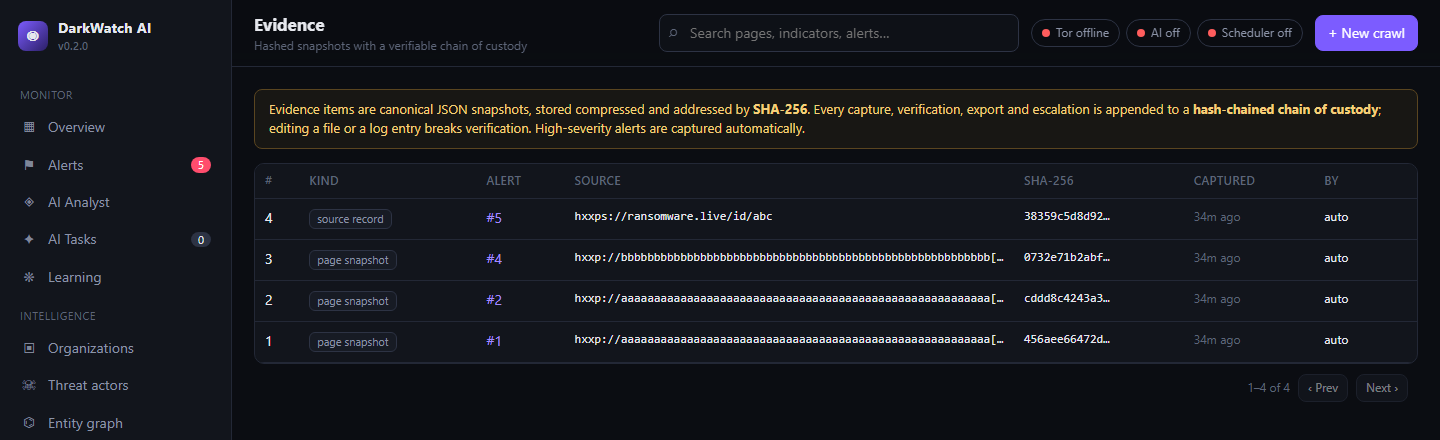 DarkWatch AI
v0.2.0
MONITOR
Overview
Alerts 5
AI Analyst
AI Tasks 0
Learning
INTELLIGENCE
Organizations
Threat actors
Entity graph
Evidence
Hashed snapshots with a verifiable chain of custody
Search pages, indicators, alerts...
Tor offline AI off Scheduler off + New crawl
Evidence items are canonical JSON snapshots, stored compressed and addressed by SHA-256. Every capture, verification, export and escalation is appended to a hash-chained chain of custody;
editing a file or a log entry breaks verification. High-severity alerts are captured automatically.
# KIND ALERT SOURCE SHA-256 CAPTURED BY
4 source record #5 hxxps://ransomware.live/id/abc 38359c5d8d92… 34m ago auto
3 page snapshot #4 hxxp://bbbbbbbbbbbbbbbbbbbbbbbbbbbbbbbbbbbbbbbbbbbbbbbbbbbbbbbb[… 0732e71b2abf… 34m ago auto
2 page snapshot #2 hxxp://aaaaaaaaaaaaaaaaaaaaaaaaaaaaaaaaaaaaaaaaaaaaaaaaaaaaaaaa[… cddd8c4243a3… 34m ago auto
1 page snapshot #1 hxxp://aaaaaaaaaaaaaaaaaaaaaaaaaaaaaaaaaaaaaaaaaaaaaaaaaaaaaaaa[… 456aee66472d… 34m ago auto
1–4 of 4 ‹ Prev Next ›